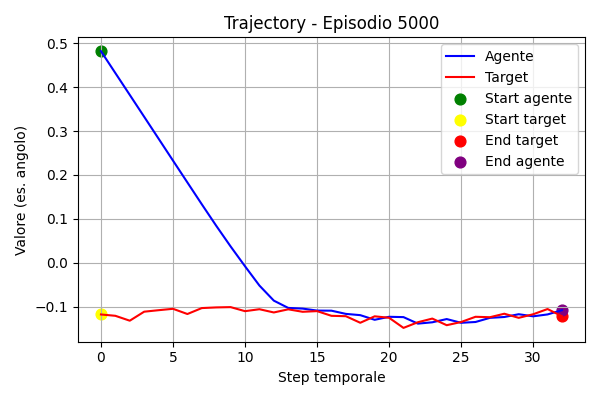 Trajectory - Episodio 5000
Valore (es. angolo)
0.5
0.4
0.3
0.2
0.1
0.0
−0.1
Agente
Target
Start agente
Start target
End target
End agente
0 5 10 15 20 25 30
Step temporale